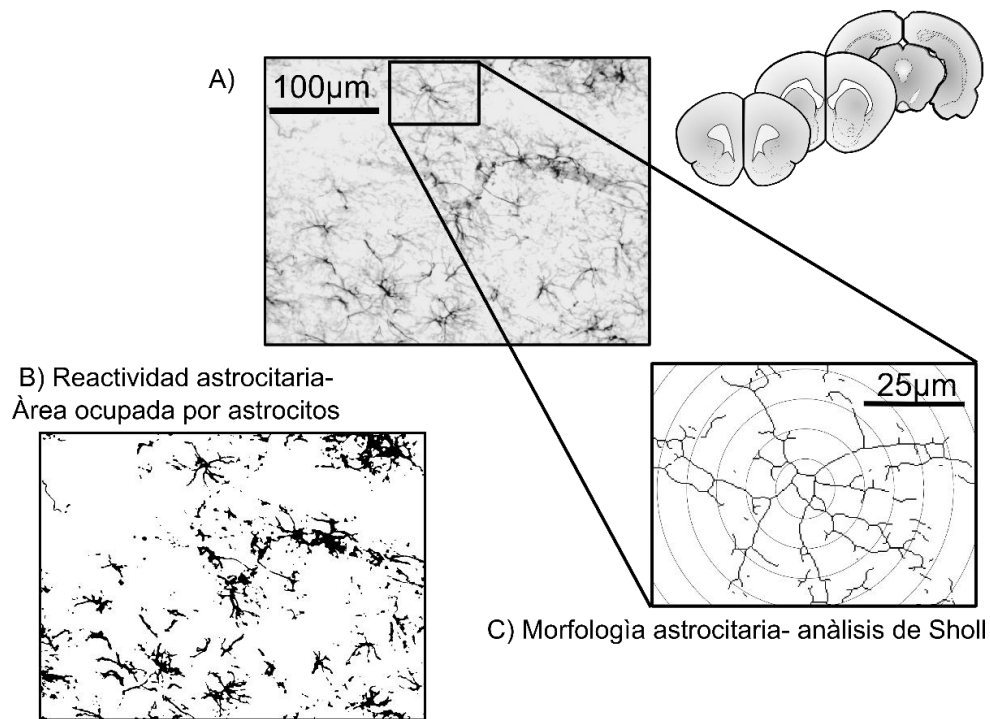 A)
100µm
B) Reactividad astrocitaria-
Àrea ocupada por astrocitos
25µm
C) Morfologìa astrocitaria- anàlisis de Sholl